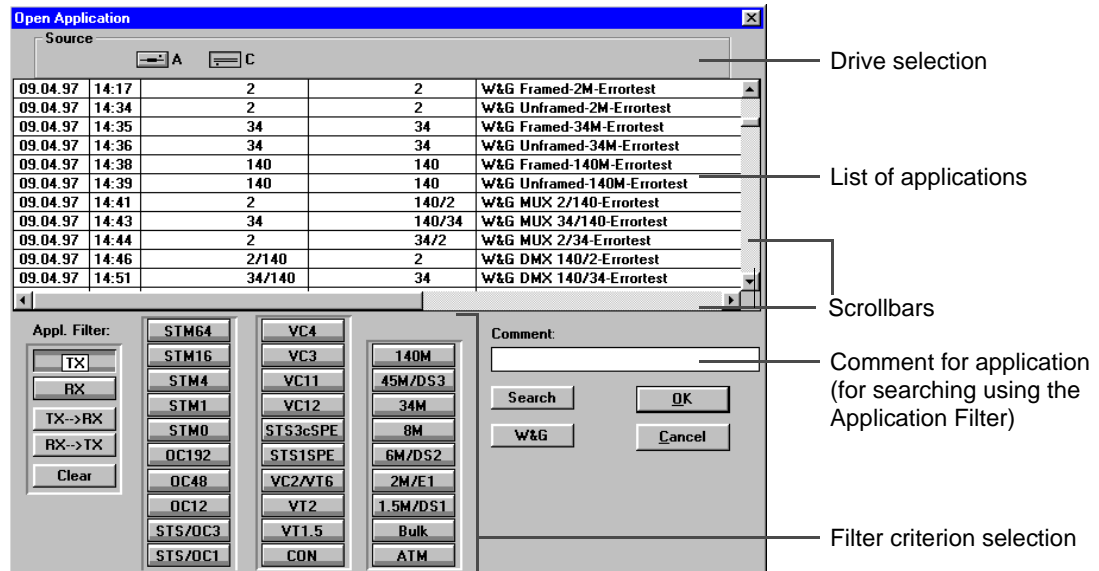 Open Application
Source
A C
Drive selection
09.04.97 14:17 2 2 W&G Framed-2M-Errortest
09.04.97 14:34 2 2 W&G Unframed-2M-Errortest
09.04.97 14:35 34 34 W&G Framed-34M-Errortest
09.04.97 14:36 34 34 W&G Unframed-34M-Errortest
09.04.97 14:38 140 140 W&G Framed-140M-Errortest
09.04.97 14:39 140 140 W&G Unframed-140M-Errortest
09.04.97 14:41 2 140/2 W&G MUX 2/140-Errortest
09.04.97 14:43 34 140/34 W&G MUX 34/140-Errortest
09.04.97 14:44 2 34/2 W&G MUX 2/34-Errortest
09.04.97 14:46 2/140 2 W&G DMX 140/2-Errortest
09.04.97 14:51 34/140 34 W&G DMX 140/34-Errortest
List of applications
Scrollbars
Appl. Filter:
TX
RX
TX-->RX
RX-->TX
Clear
STM64
STM16
STM4
STM1
STM0
OC192
OC48
OC12
STS/OC3
STS/OC1
VC4
VC3
VC11
VC12
STS3cSPE
STS1SPE
VC2/VT6
VT2
VT1.5
CON
140M
45M/DS3
34M
8M
6M/DS2
2M/E1
1.5M/DS1
Bulk
ATM
Comment:
Search
OK
W&G
Cancel
Comment for application
(for searching using the
Application Filter)
Filter criterion selection